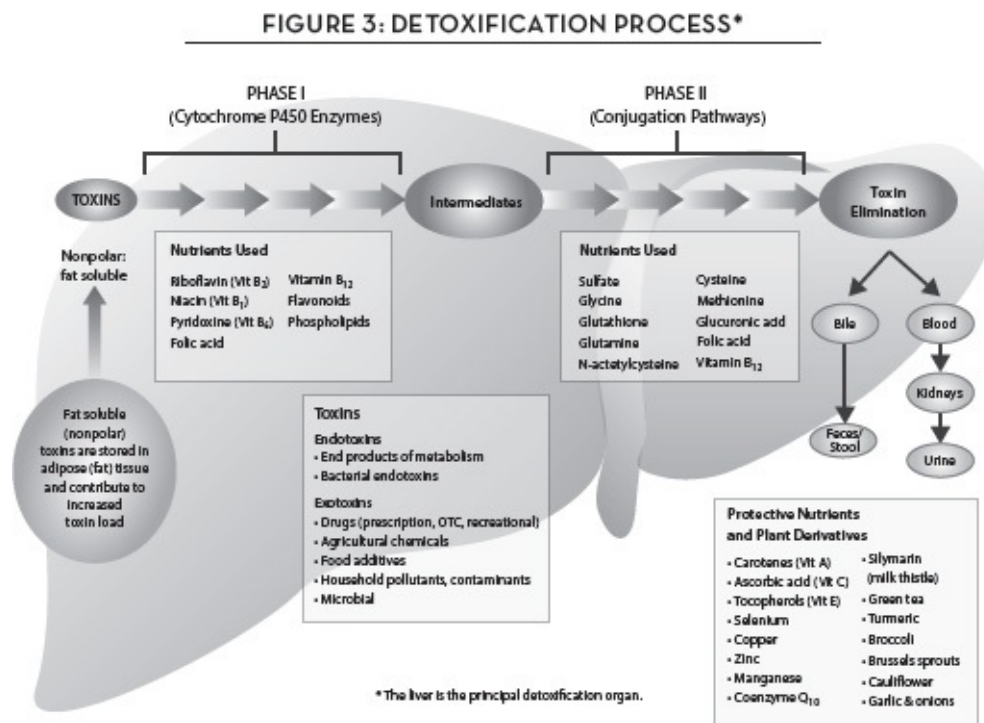 FIGURE 3: DETOXIFICATION PROCESS*
PHASE I
(Cytochrome P450 Enzymes)
PHASE II
(Conjugation Pathways)
TOXINS
Intermediates
Toxin
Elimination
Nonpolar:
fat soluble
Nutrients Used
Riboflavin (Vit B₂)
Niacin (Vit B₁)
Pyridoxine (Vit B₆)
Folic acid
Vitamin B₁₂
Flavonoids
Phospholipids
Nutrients Used
Sulfate
Glycine
Glutathione
Glutamine
N-actetylcysteine
Cysteine
Methionine
Glucuronic acid
Folic acid
Vitamin B₁₂
Bile
Blood
Kidneys
Feces/
Stool
Urine
Fat soluble
(nonpolar)
toxins are stored in
adipose (fat) tissue
and contribute to
increased
toxin load
Toxins
Endotoxins
• End products of metabolism
• Bacterial endotoxins
Exotoxins
• Drugs (prescription, OTC, recreational)
• Agricultural chemicals
• Food additives
• Household pollutants, contaminants
• Microbial
Protective Nutrients
and Plant Derivatives
• Carotenes (Vit A)
• Ascorbic acid (Vit C)
• Tocopherols (Vit E)
• Selenium
• Copper
• Zinc
• Manganese
• Coenzyme Q₁₀
• Silymarin
(milk thistle)
• Green tea
• Turmeric
• Broccoli
• Brussels sprouts
• Cauliflower
• Garlic & onions
* The liver is the principal detoxification organ.